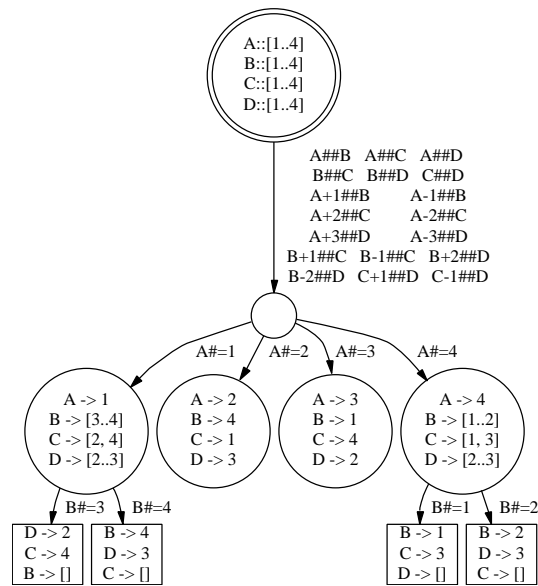 A::[1..4]
B::[1..4]
C::[1..4]
D::[1..4]
A##B A##C A##D
B##C B##D C##D
A+1##B A-1##B
A+2##C A-2##C
A+3##D A-3##D
B+1##C B-1##C B+2##D
B-2##D C+1##D C-1##D
A#=1
A#=2
A#=3
A#=4
A -> 1
B -> [3..4]
C -> [2, 4]
D -> [2..3]
A -> 2
B -> 4
C -> 1
D -> 3
A -> 3
B -> 1
C -> 4
D -> 2
A -> 4
B -> [1..2]
C -> [1, 3]
D -> [2..3]
B#=3
B#=4
B#=1
B#=2
D -> 2
C -> 4
B -> []
B -> 4
D -> 3
C -> []
B -> 1
C -> 3
D -> []
B -> 2
D -> 3
C -> []